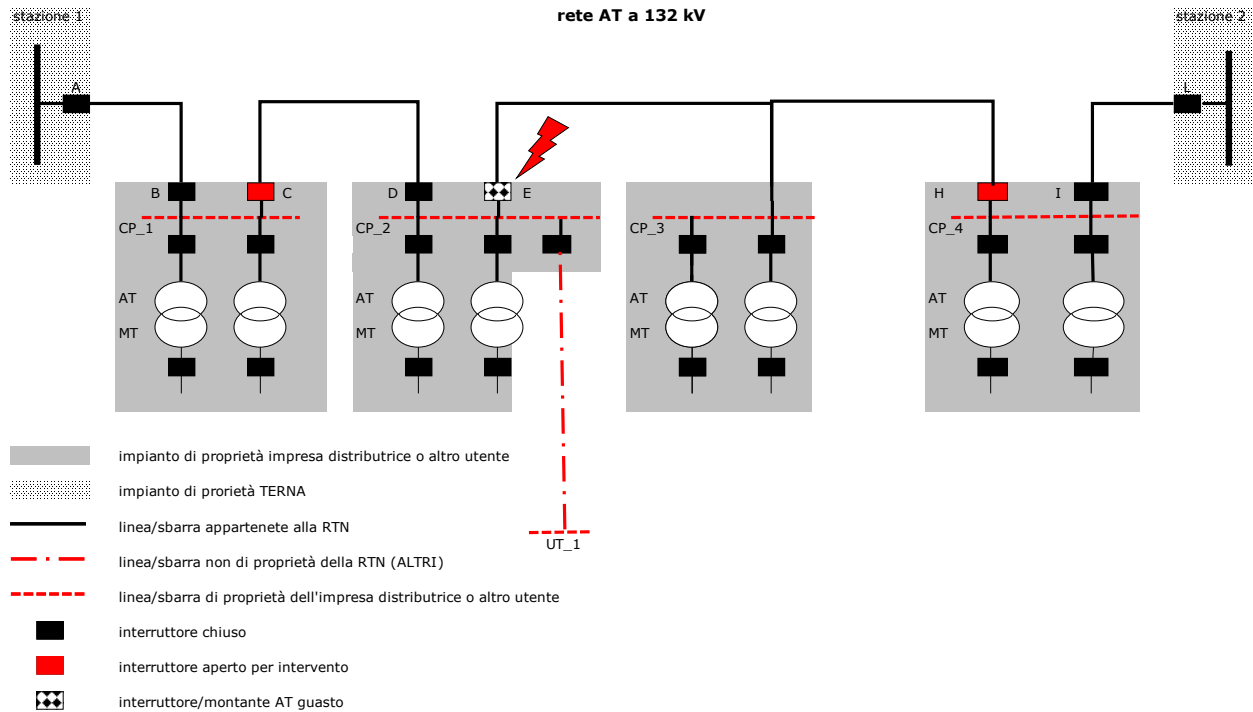 rete AT a 132 kV
stazione 1
stazione 2
A
L
B
C
D
E
H
I
CP_1
CP_2
CP_3
CP_4
AT
AT
AT
AT
MT
MT
MT
MT
impianto di proprietà impresa distributrice o altro utente
impianto di prorietà TERNA
linea/sbarra appartenete alla RTN
UT_1
linea/sbarra non di proprietà della RTN (ALTRI)
linea/sbarra di proprietà dell'impresa distributrice o altro utente
interruttore chiuso
interruttore aperto per intervento
interruttore/montante AT guasto